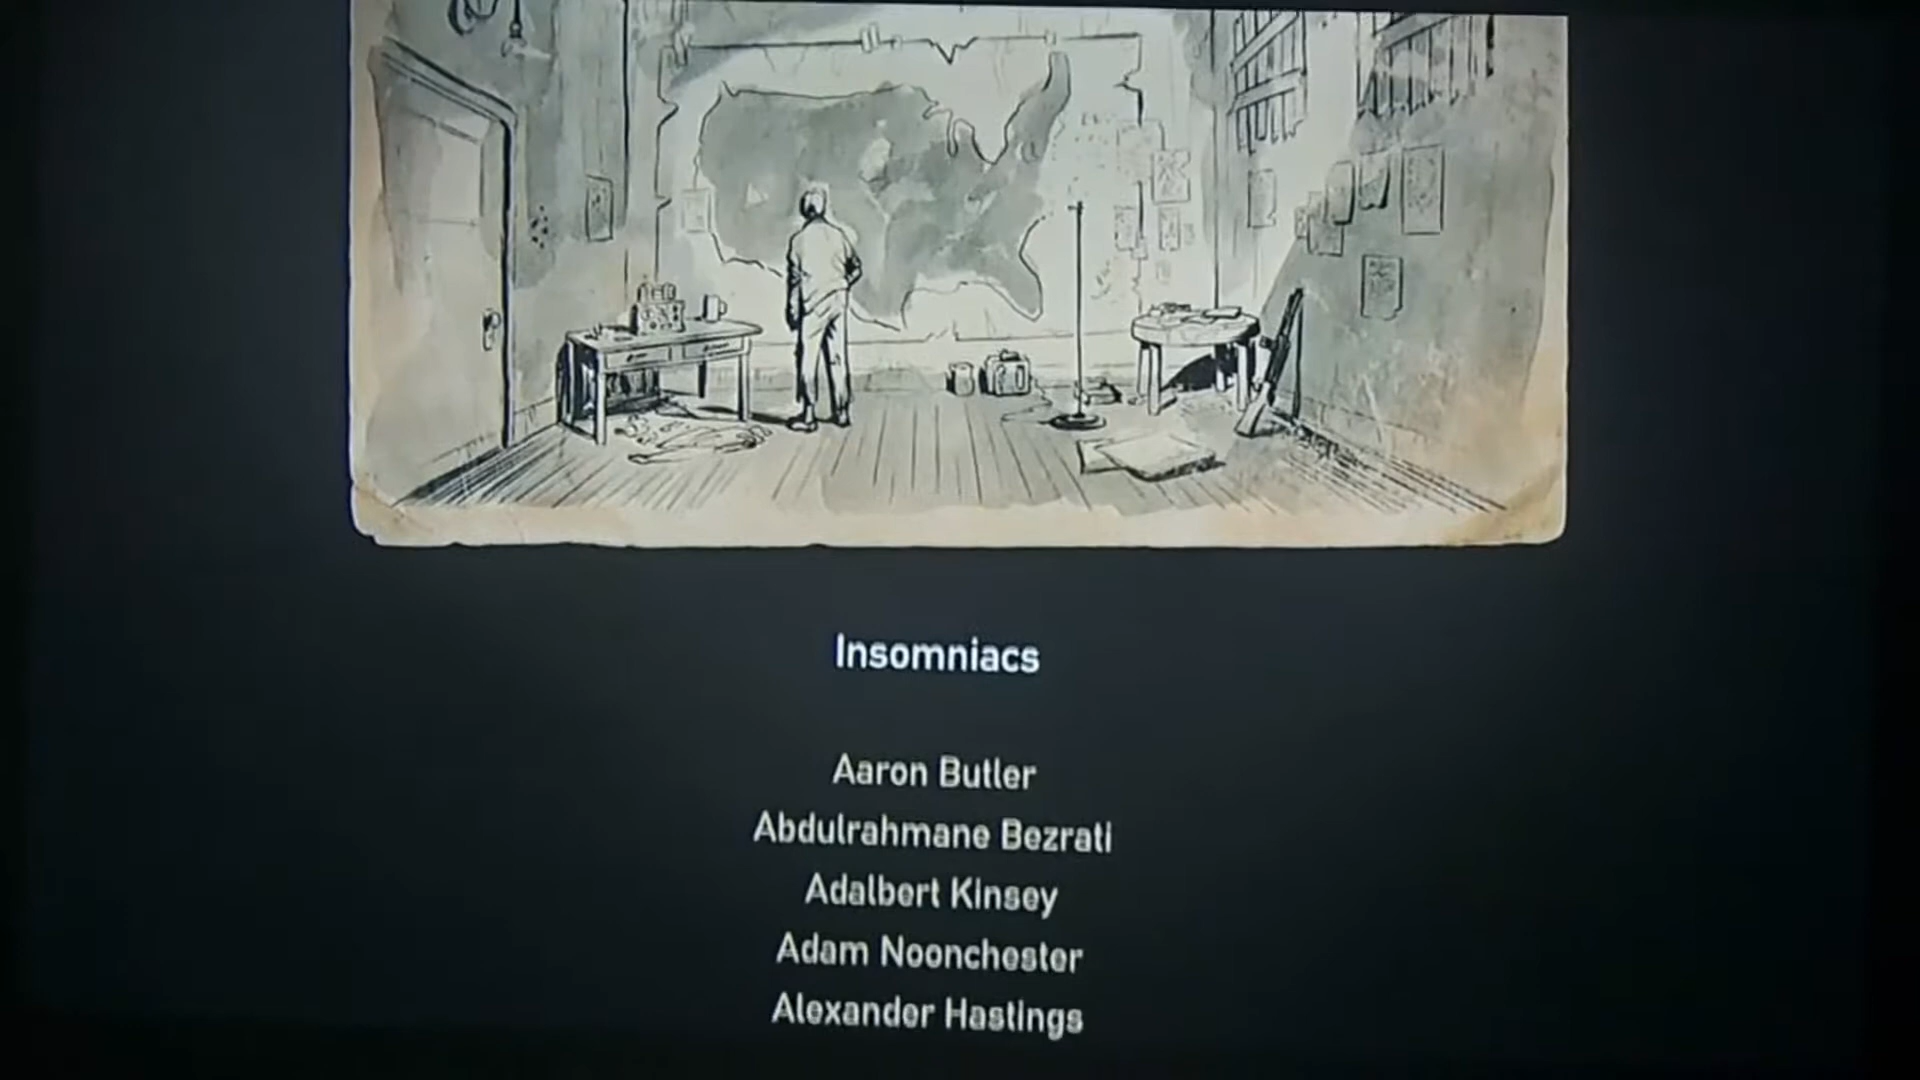 Insomniacs
Aaron Butler
Abdulrahmane Bezrati
Adalbert Kinsey
Adam Noonchester
Alexander Hastings